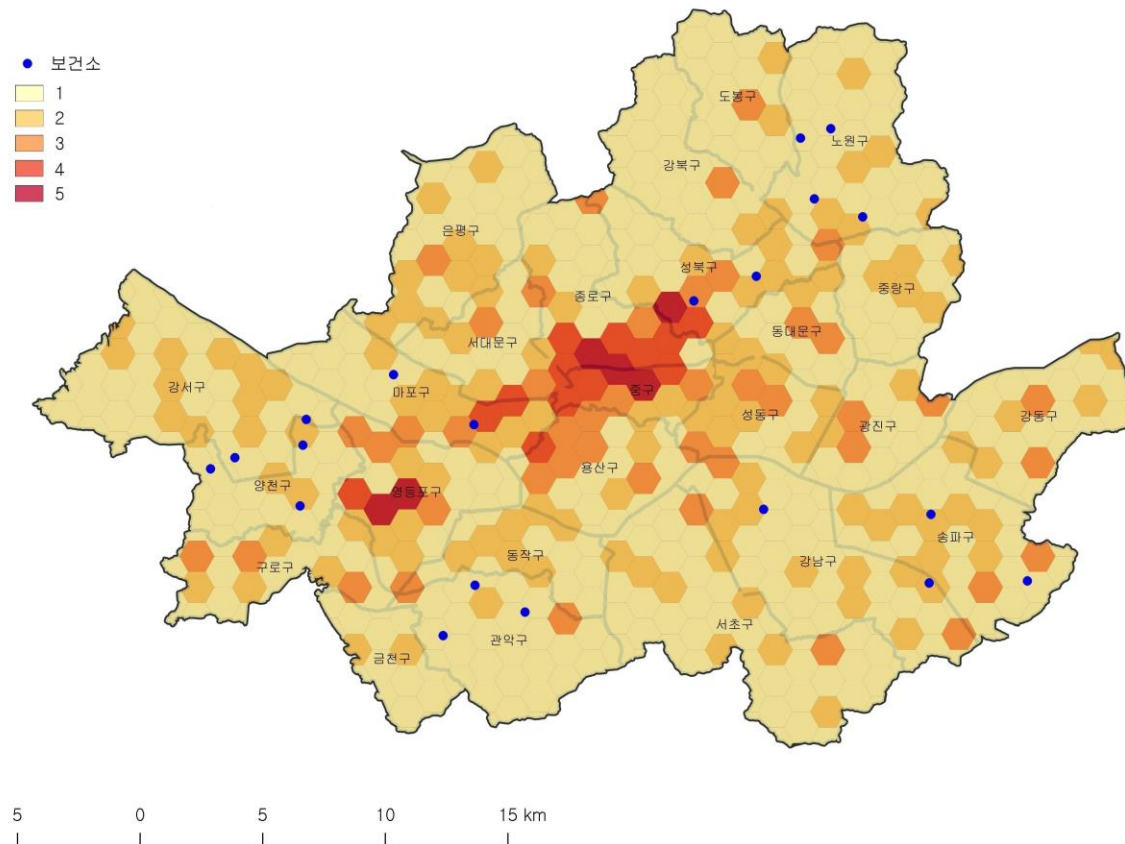 보건소
1
2
3
4
5
도봉구
노원구
강북구
은평구
성북구
중랑구
종로구
동대문구
서대문구
강서구
마포구
중구
성동구
광진구
강동구
용산구
양천구
영등포구
송파구
동작구
강남구
구로구
서초구
관악구
금천구
5 0 5 10 15 km